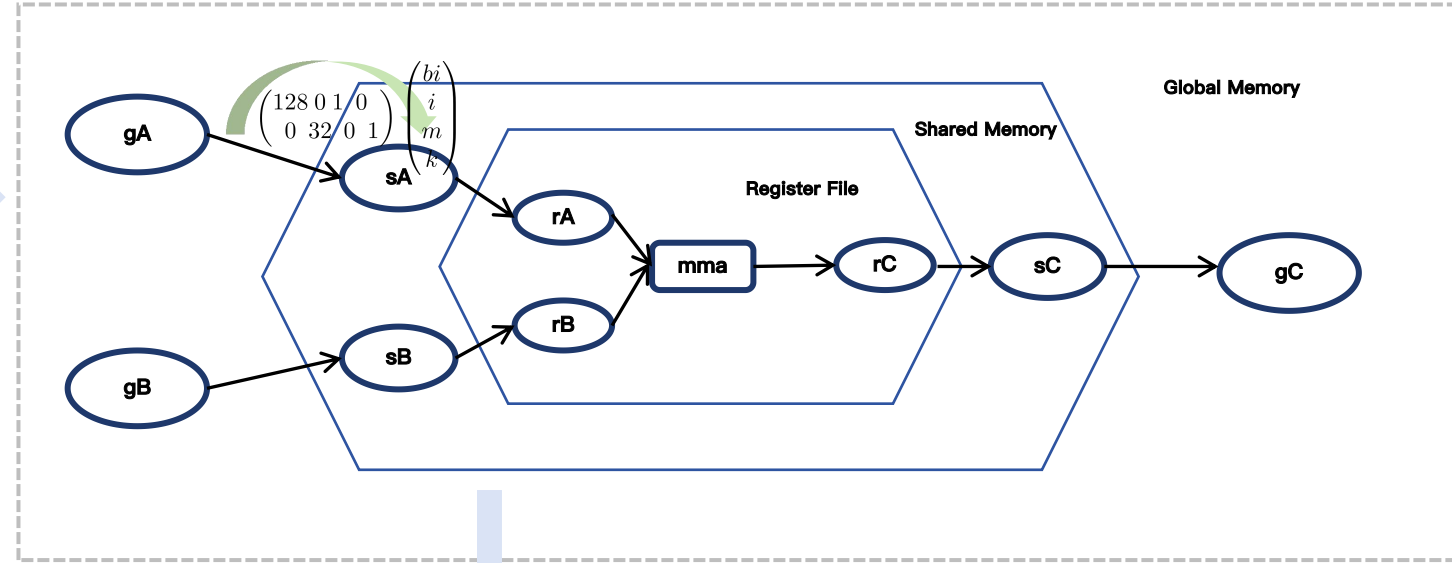 Global Memory
Shared Memory
Register File
gA
128 0 1 0
0 32 0 1
bi
i
m
k
sA
rA
mma
rC
sC
gC
rB
sB
gB